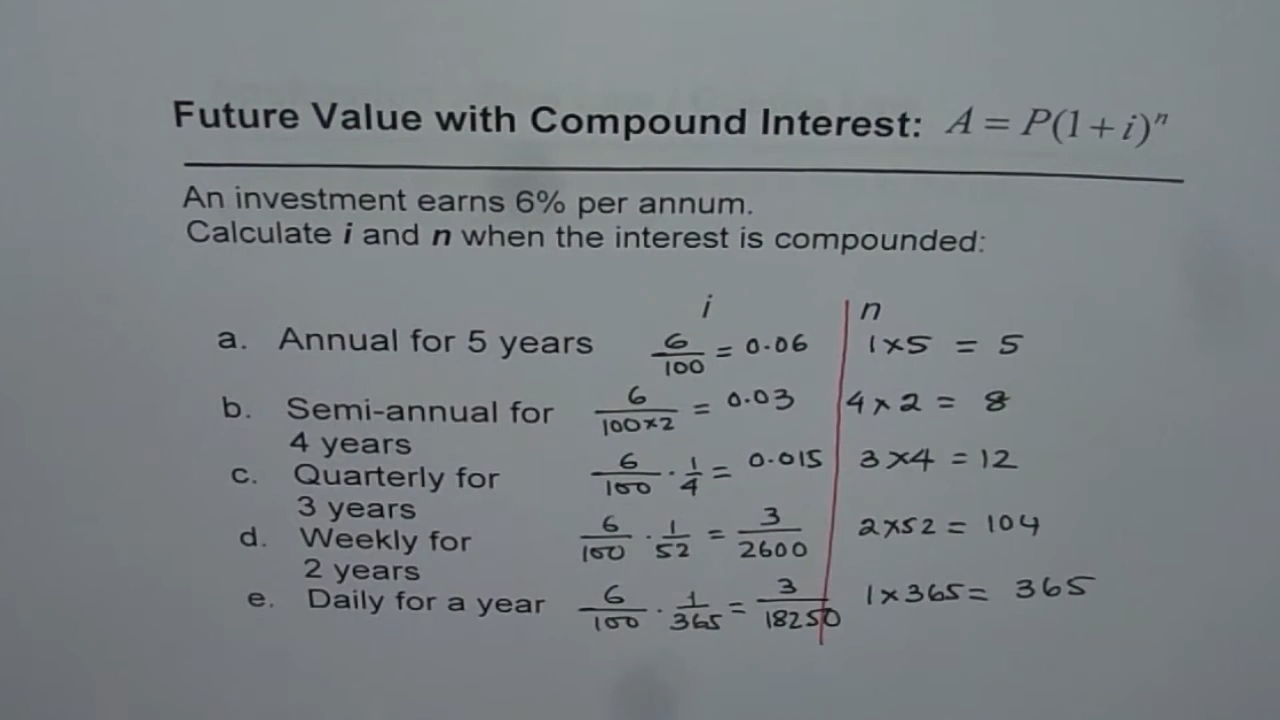 Future Value with Compound Interest: A = P(1+i)ⁿ
An investment earns 6% per annum.
Calculate i and n when the interest is compounded:
i n
a. Annual for 5 years 6/100 = 0.06 1×5 = 5
b. Semi-annual for 6/100×2 = 0.03 4×2 = 8
4 years
c. Quarterly for 6/100 · 1/4 = 0.015 3×4 = 12
3 years
d. Weekly for 6/100 · 1/52 = 3/2600 2×52 = 104
2 years
e. Daily for a year 6/100 · 1/365 = 3/18250 1×365 = 365